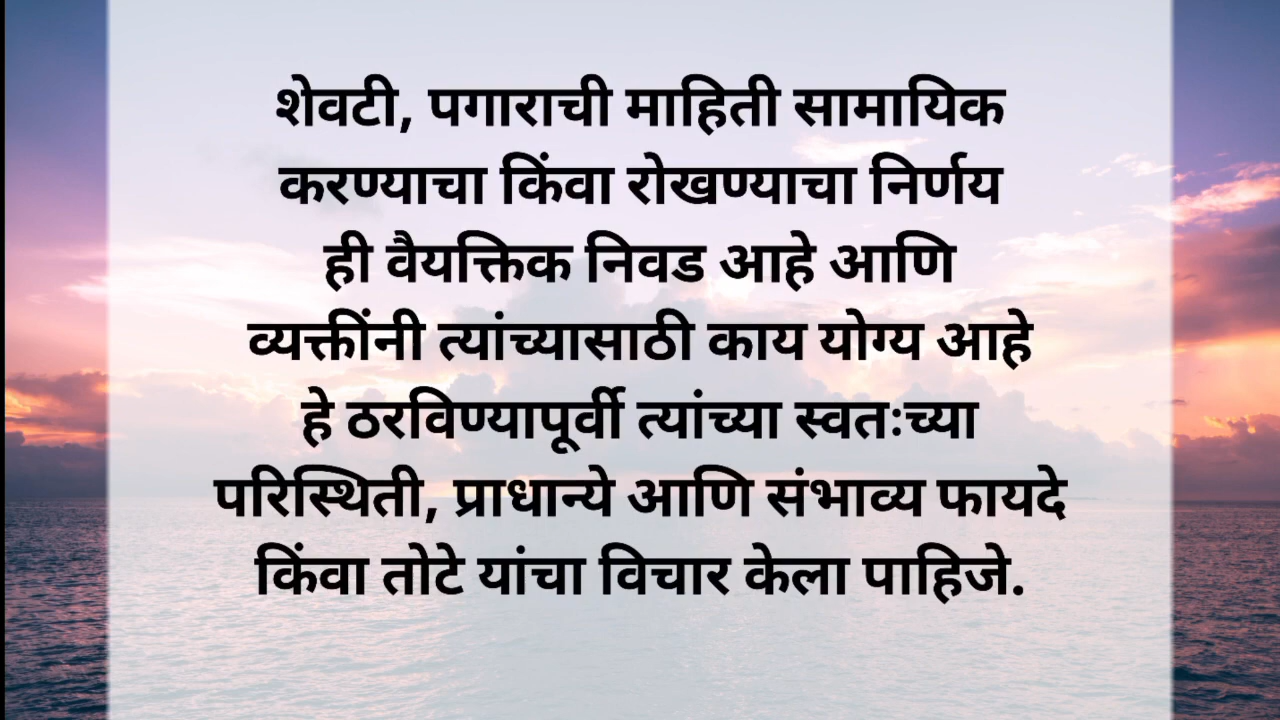 शेवटी, पगाराची माहिती सामायिक
करण्याचा किंवा रोखण्याचा निर्णय
ही वैयक्तिक निवड आहे आणि
व्यक्तींनी त्यांच्यासाठी काय योग्य आहे
हे ठरविण्यापूर्वी त्यांच्या स्वतःच्या
परिस्थिती, प्राधान्ये आणि संभाव्य फायदे
किंवा तोटे यांचा विचार केला पाहिजे.